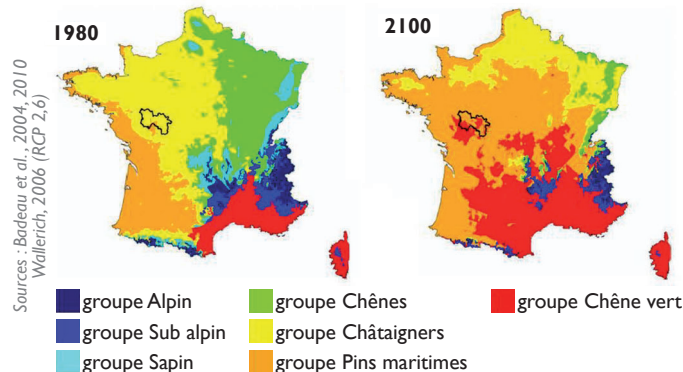 1980
2100
Sources : Badeau et al., 2004, 2010
Wallerich, 2006 (RCP 2,6)
groupe Alpin
groupe Chênes
groupe Chêne vert
groupe Sub alpin
groupe Châtaigners
groupe Sapin
groupe Pins maritimes